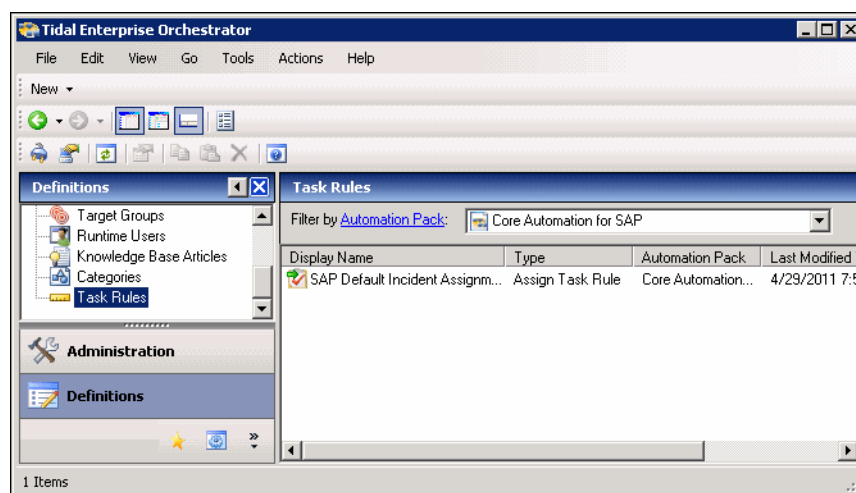 Tidal Enterprise Orchestrator
File Edit View Go Tools Actions Help
New
Definitions
Target Groups
Runtime Users
Knowledge Base Articles
Categories
Task Rules
Administration
Definitions
Task Rules
Filter by Automation Pack: Core Automation for SAP
Display Name Type Automation Pack Last Modified
SAP Default Incident Assignm... Assign Task Rule Core Automation... 4/29/2011 7:5
1 Items